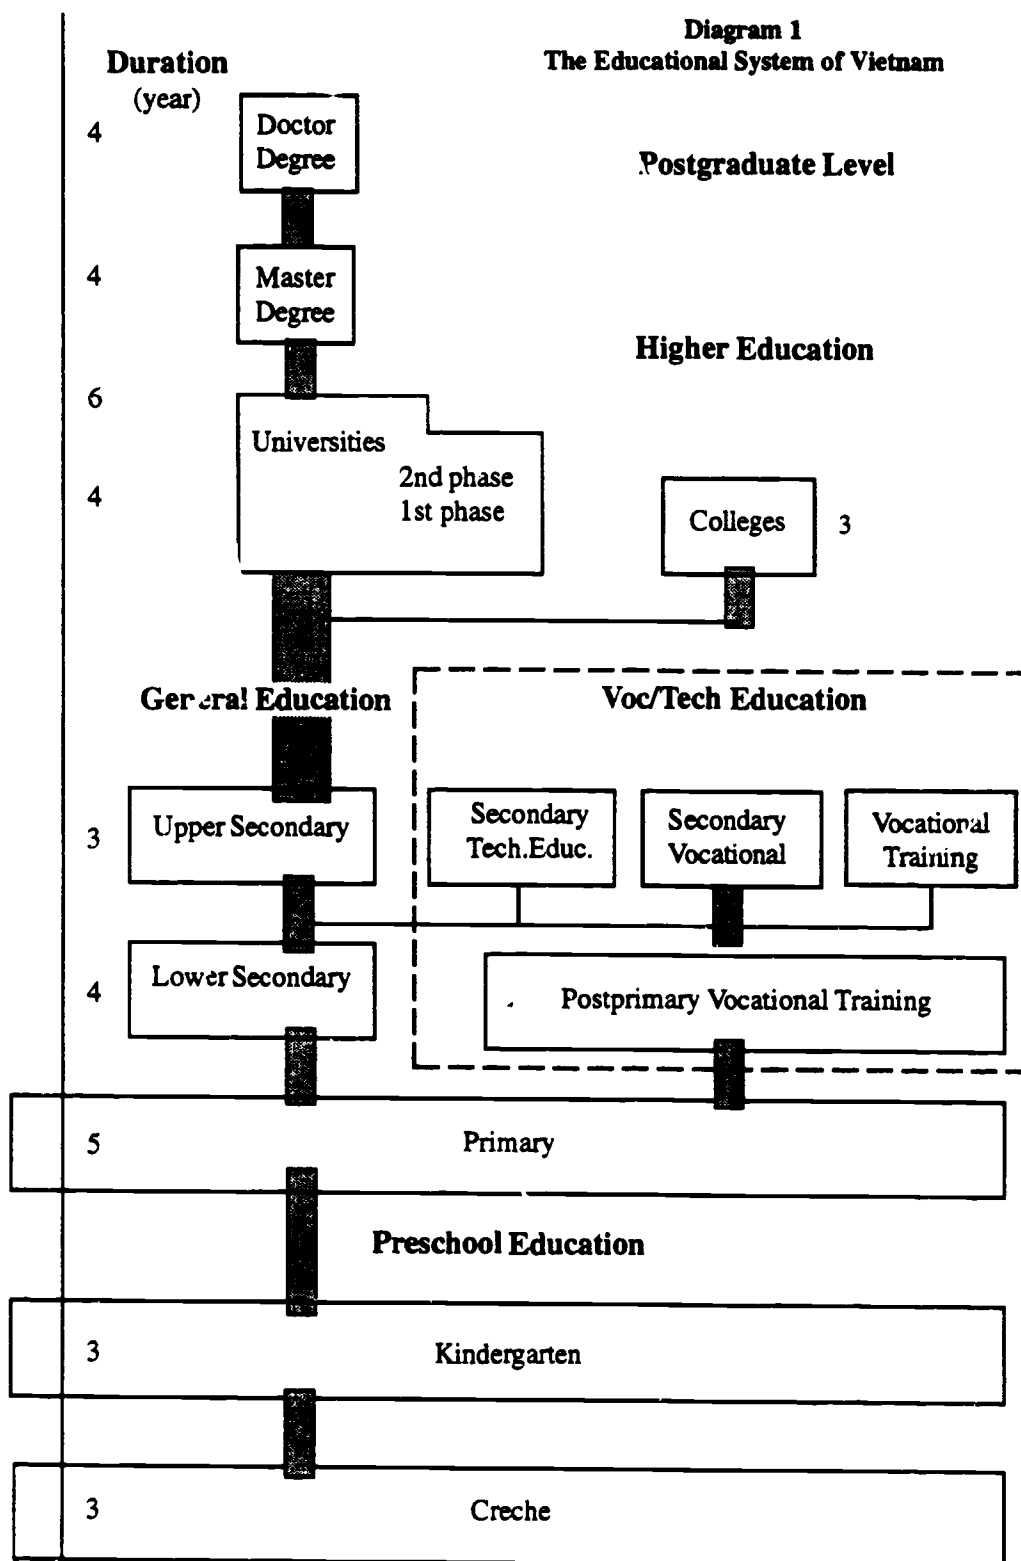 Diagram 1
The Educational System of Vietnam
Duration
(year)
4
Doctor
Degree
Postgraduate Level
4
Master
Degree
Higher Education
6
Universities
2nd phase
4
1st phase
Colleges
3
General Education
Voc/Tech Education
3
Upper Secondary
Secondary
Tech.Educ.
Secondary
Vocational
Vocational
Training
4
Lower Secondary
Postprimary Vocational Training
5
Primary
Preschool Education
3
Kindergarten
3
Creche